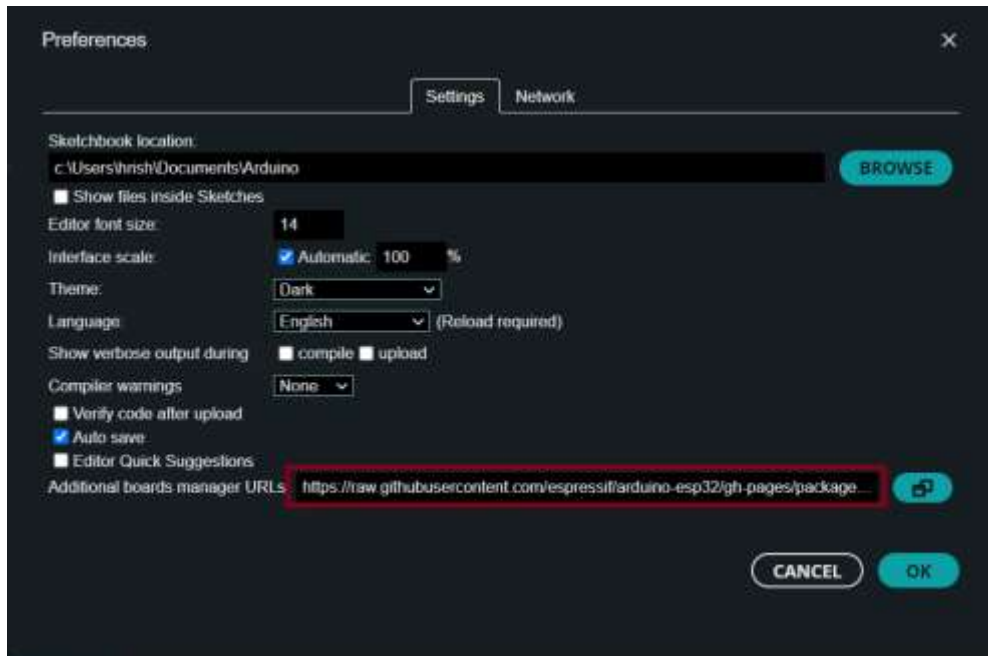 Preferences
Settings Network
Sketchbook location:
c:\Users\hrish\Documents\Arduino BROWSE
Show files inside Sketches
Editor font size: 14
Interface scale: Automatic 100 %
Theme: Dark
Language: English (Reload required)
Show verbose output during compile upload
Compiler warnings None
Verify code after upload
Auto save
Editor Quick Suggestions
Additional boards manager URLs: https://raw.githubusercontent.com/espressif/arduino-esp32/gh-pages/package...
CANCEL OK